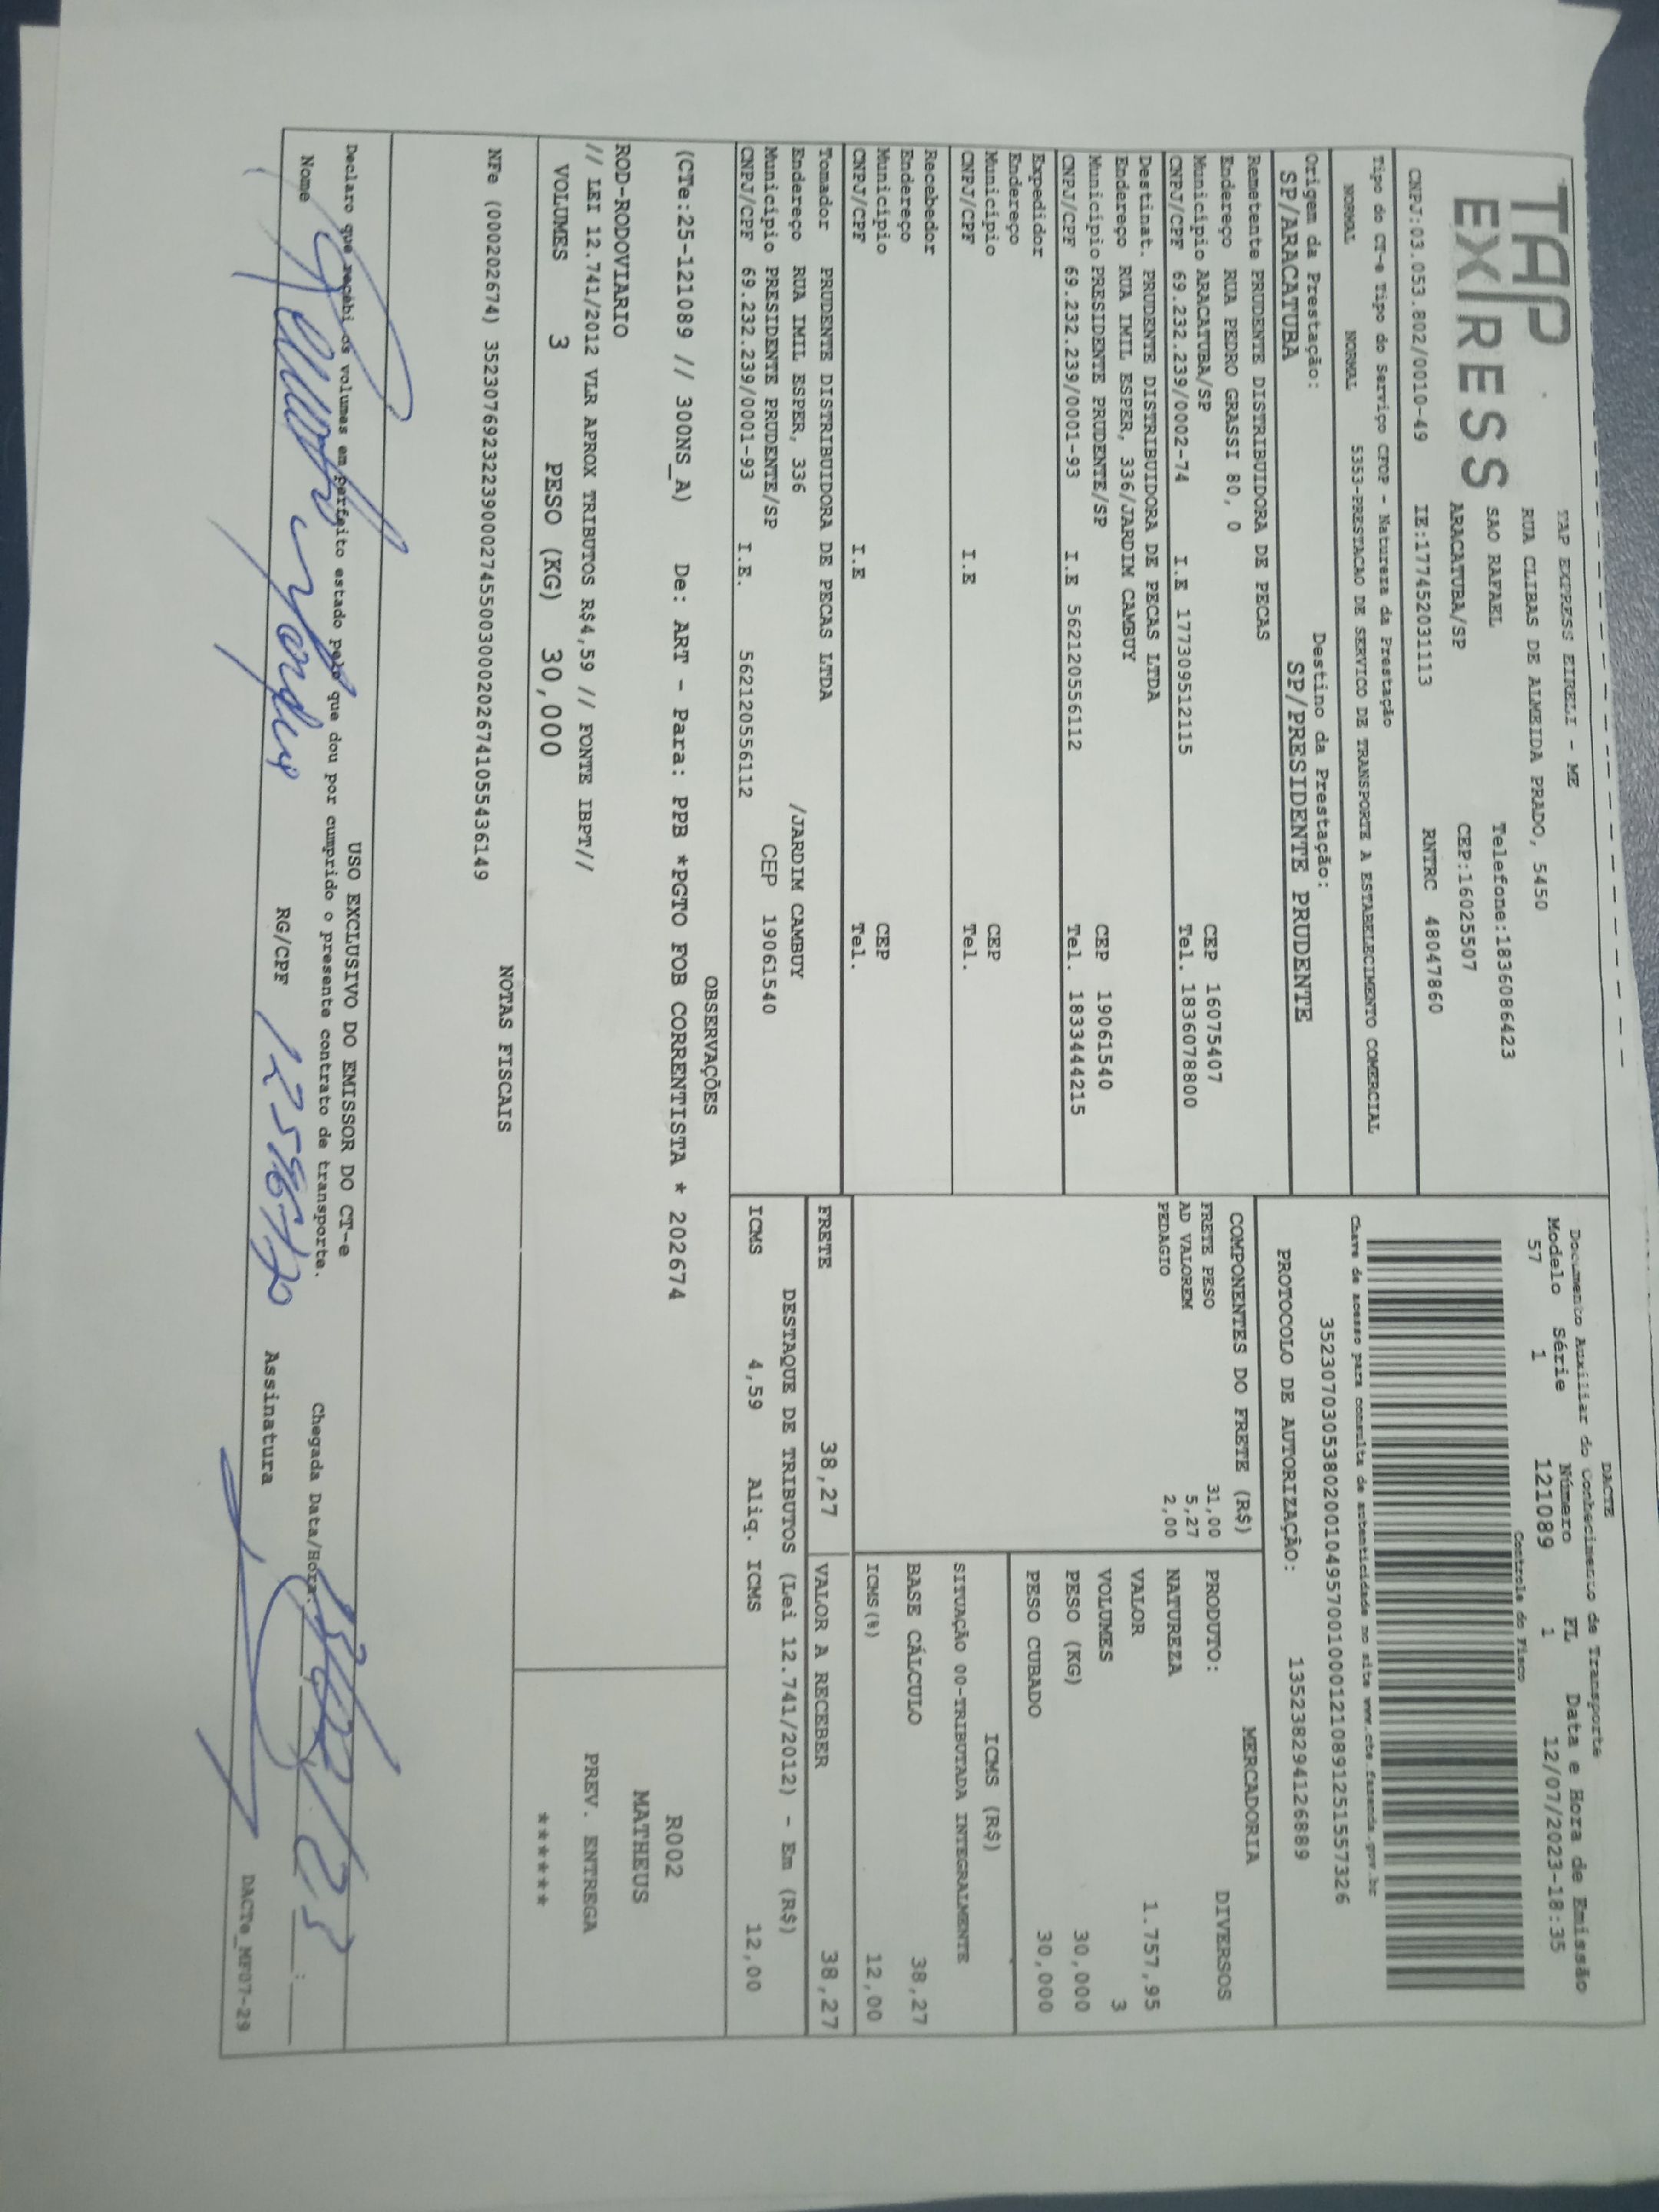 TAP EXPRESS
TAP EXPRESS EIRELI - ME
RUA CLIBAS DE ALMEIDA PRADO, 5450
SAO RAFAEL Telefone:1836086423
ARACATUBA/SP CEP:16025507
CNPJ:03.053.802/0010-49 IE:177452031113 RNTRC 48047860
DACTE
Documento Auxiliar do Conhecimento de Transporte
Modelo Série Número FL Data e Hora de Emissão
57 1 121089 1 12/07/2023-18:35
Controle do Fisco
Chave de acesso para consulta de autenticidade no site www.cte.fazenda.gov.br
35230703053802001049570010001210891251557326
PROTOCOLO DE AUTORIZAÇÃO: 135238294126889
Tipo do CT-e Tipo do Serviço CFOP - Natureza da Prestação
NORMAL NORMAL 5353-PRESTACAO DE SERVICO DE TRANSPORTE A ESTABELECIMENTO COMERCIAL
Origem da Prestação: Destino da Prestação:
SP/ARACATUBA SP/PRESIDENTE PRUDENTE
Remetente PRUDENTE DISTRIBUIDORA DE PECAS
Endereço RUA PEDRO GRASSI 80, 0
Município ARACATUBA/SP CEP 16075407
CNPJ/CPF 69.232.239/0002-74 I.E 177309512115 Tel. 1836078800
Destinat. PRUDENTE DISTRIBUIDORA DE PECAS LTDA
Endereço RUA IMIL ESPER, 336/JARDIM CAMBUY
Município PRESIDENTE PRUDENTE/SP CEP 19061540
CNPJ/CPF 69.232.239/0001-93 I.E 562120556112 Tel. 1833444215
Expedidor
Endereço
Município CEP
CNPJ/CPF I.E Tel.
Recebedor
Endereço
Município CEP
CNPJ/CPF I.E Tel.
Tomador PRUDENTE DISTRIBUIDORA DE PECAS LTDA
Endereço RUA IMIL ESPER, 336 /JARDIM CAMBUY
Município PRESIDENTE PRUDENTE/SP CEP 19061540
CNPJ/CPF 69.232.239/0001-93 I.E. 562120556112
COMPONENTES DO FRETE (R$)
FRETE PESO 31,00
AD VALOREM 5,27
PEDAGIO 2,00
MERCADORIA
PRODUTO: DIVERSOS
NATUREZA
VALOR 1.757,95
VOLUMES 3
PESO (KG) 30,000
PESO CUBADO 30,000
ICMS (R$)
SITUAÇÃO 00-TRIBUTADA INTEGRALMENTE
BASE CÁLCULO 38,27
ICMS(%) 12,00
FRETE 38,27 VALOR A RECEBER 38,27
DESTAQUE DE TRIBUTOS (Lei 12.741/2012) - Em (R$)
ICMS 4,59 Aliq. ICMS 12,00
OBSERVAÇÕES
(CTe:25-121089 // 300NS_A) De: ART - Para: PPB *PGTO FOB CORRENTISTA * 202674
ROD-RODOVIARIO
// LEI 12.741/2012 VLR APROX TRIBUTOS R$4,59 // FONTE IBPT//
VOLUMES 3 PESO (KG) 30,000
R002
MATHEUS
PREV. ENTREGA
*******
NOTAS FISCAIS
NFe (000202674) 35230769232239000274550030002026741055436149
USO EXCLUSIVO DO EMISSOR DO CT-e
Declaro que recebi os volumes em perfeito estado pelo que dou por cumprido o presente contrato de transporte.
Chegada Data/Hora:
Nome RG/CPF Assinatura
DACTe_MF07-29